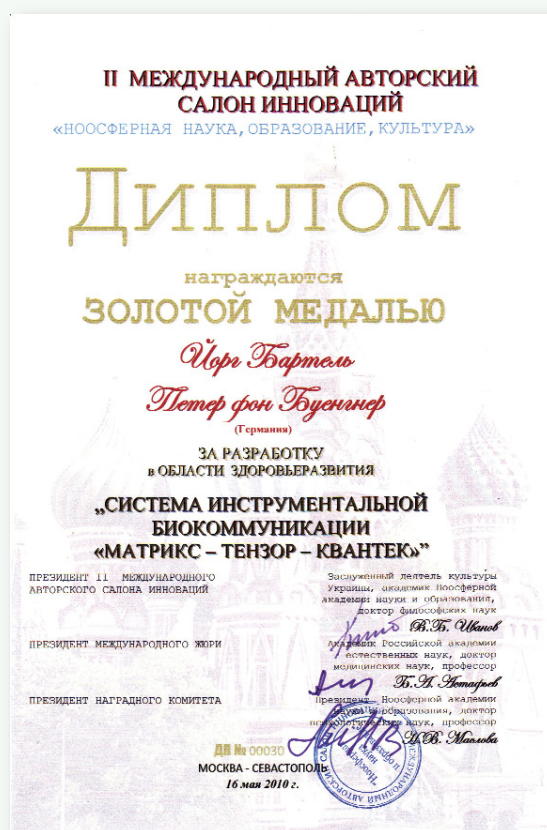 II МЕЖДУНАРОДНЫЙ АВТОРСКИЙ
САЛОН ИННОВАЦИЙ
«НООСФЕРНАЯ НАУКА, ОБРАЗОВАНИЕ, КУЛЬТУРА»
ДИПЛОМ
награждаются
ЗОЛОТОЙ МЕДАЛЬЮ
Йорг Бартель
Петер фон Буенгнер
(Германия)
ЗА РАЗРАБОТКУ
в ОБЛАСТИ ЗДОРОВЬЕРАЗВИТИЯ
„СИСТЕМА ИНСТРУМЕНТАЛЬНОЙ
БИОКОММУНИКАЦИИ
«МАТРИКС – ТЕНЗОР – КВАНТЕК»”
ПРЕЗИДЕНТ II МЕЖДУНАРОДНОГО
АВТОРСКОГО САЛОНА ИННОВАЦИЙ
Заслуженный деятель культуры
Украины, академик Ноосферной
академии науки и образования,
доктор философских наук
В.Б. Иванов
ПРЕЗИДЕНТ МЕЖДУНАРОДНОГО ЖЮРИ
Академик Российской академии
естественных наук, доктор
медицинских наук, профессор
Б.А. Астафьев
ПРЕЗИДЕНТ НАГРАДНОГО КОМИТЕТА
Президент Ноосферной академии
науки и образования, доктор
психологических наук, профессор
Н.В. Маслова
ДП № 00030
МОСКВА - СЕВАСТОПОЛЬ
16 мая 2010 г.